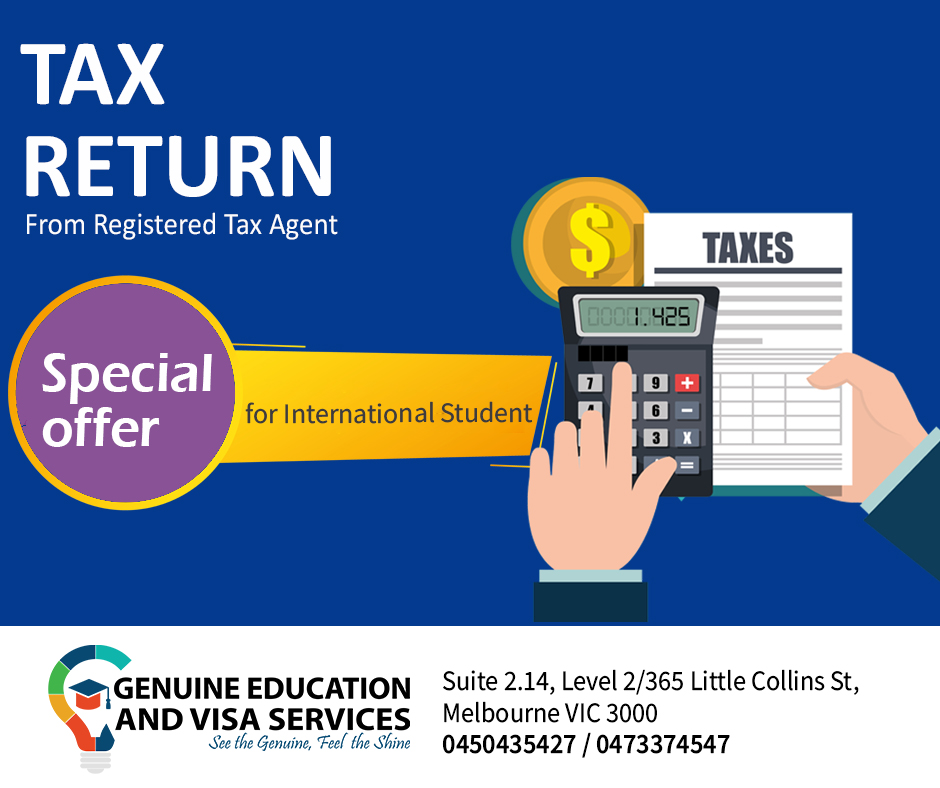 TAX
RETURN
From Registered Tax Agent
Special
offer
for International Student
TAXES
1.425
7
9
+
4
6
-
3
X
=
GENUINE EDUCATION
AND VISA SERVICES
See the Genuine, Feel the Shine
Suite 2.14, Level 2/365 Little Collins St,
Melbourne VIC 3000
0450435427 / 0473374547